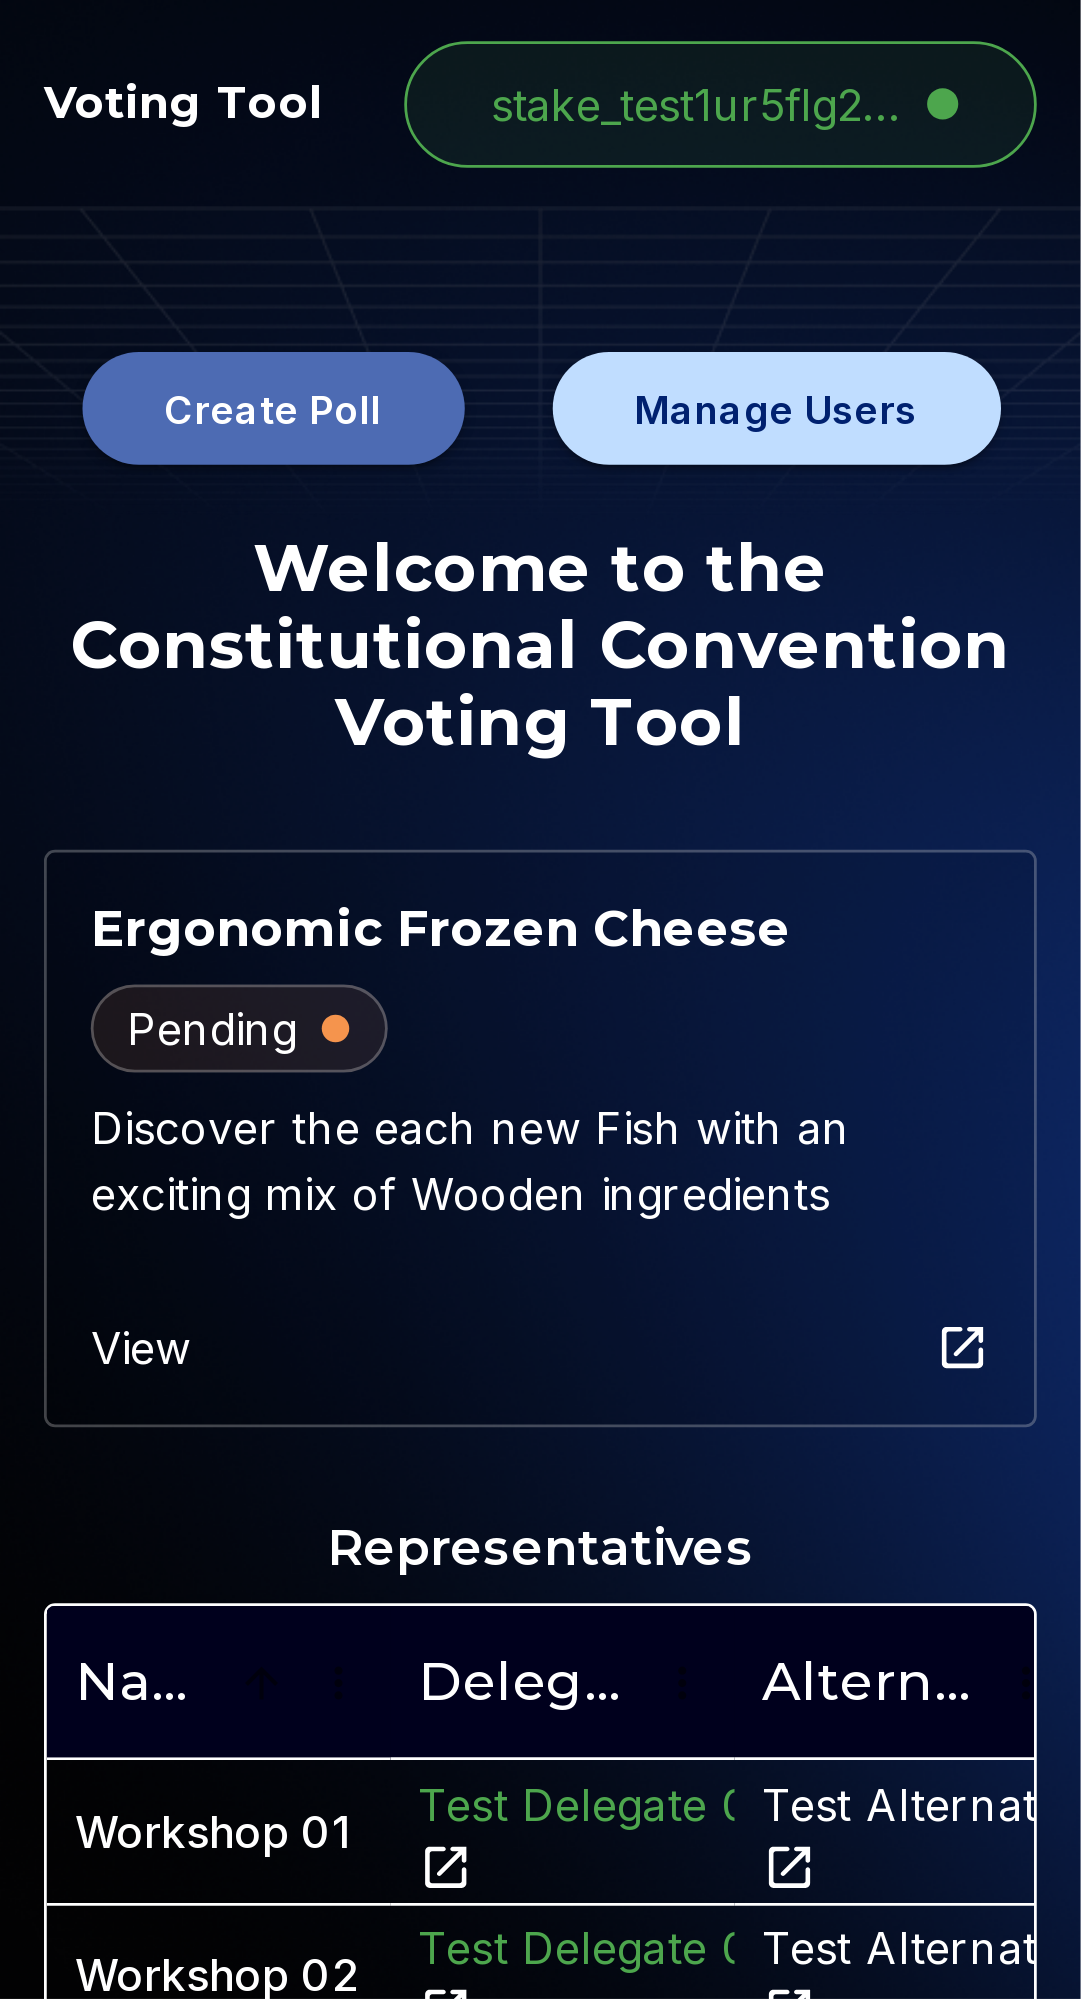 Voting Tool
stake_test1ur5flg2...
Create Poll
Manage Users
Welcome to the
Constitutional Convention
Voting Tool
Ergonomic Frozen Cheese
Pending
Discover the each new Fish with an
exciting mix of Wooden ingredients
View
Representatives
Na... Deleg... Altern...
Workshop 01 Test Delegate Test Alternat
Workshop 02 Test Delegate Test Alternat